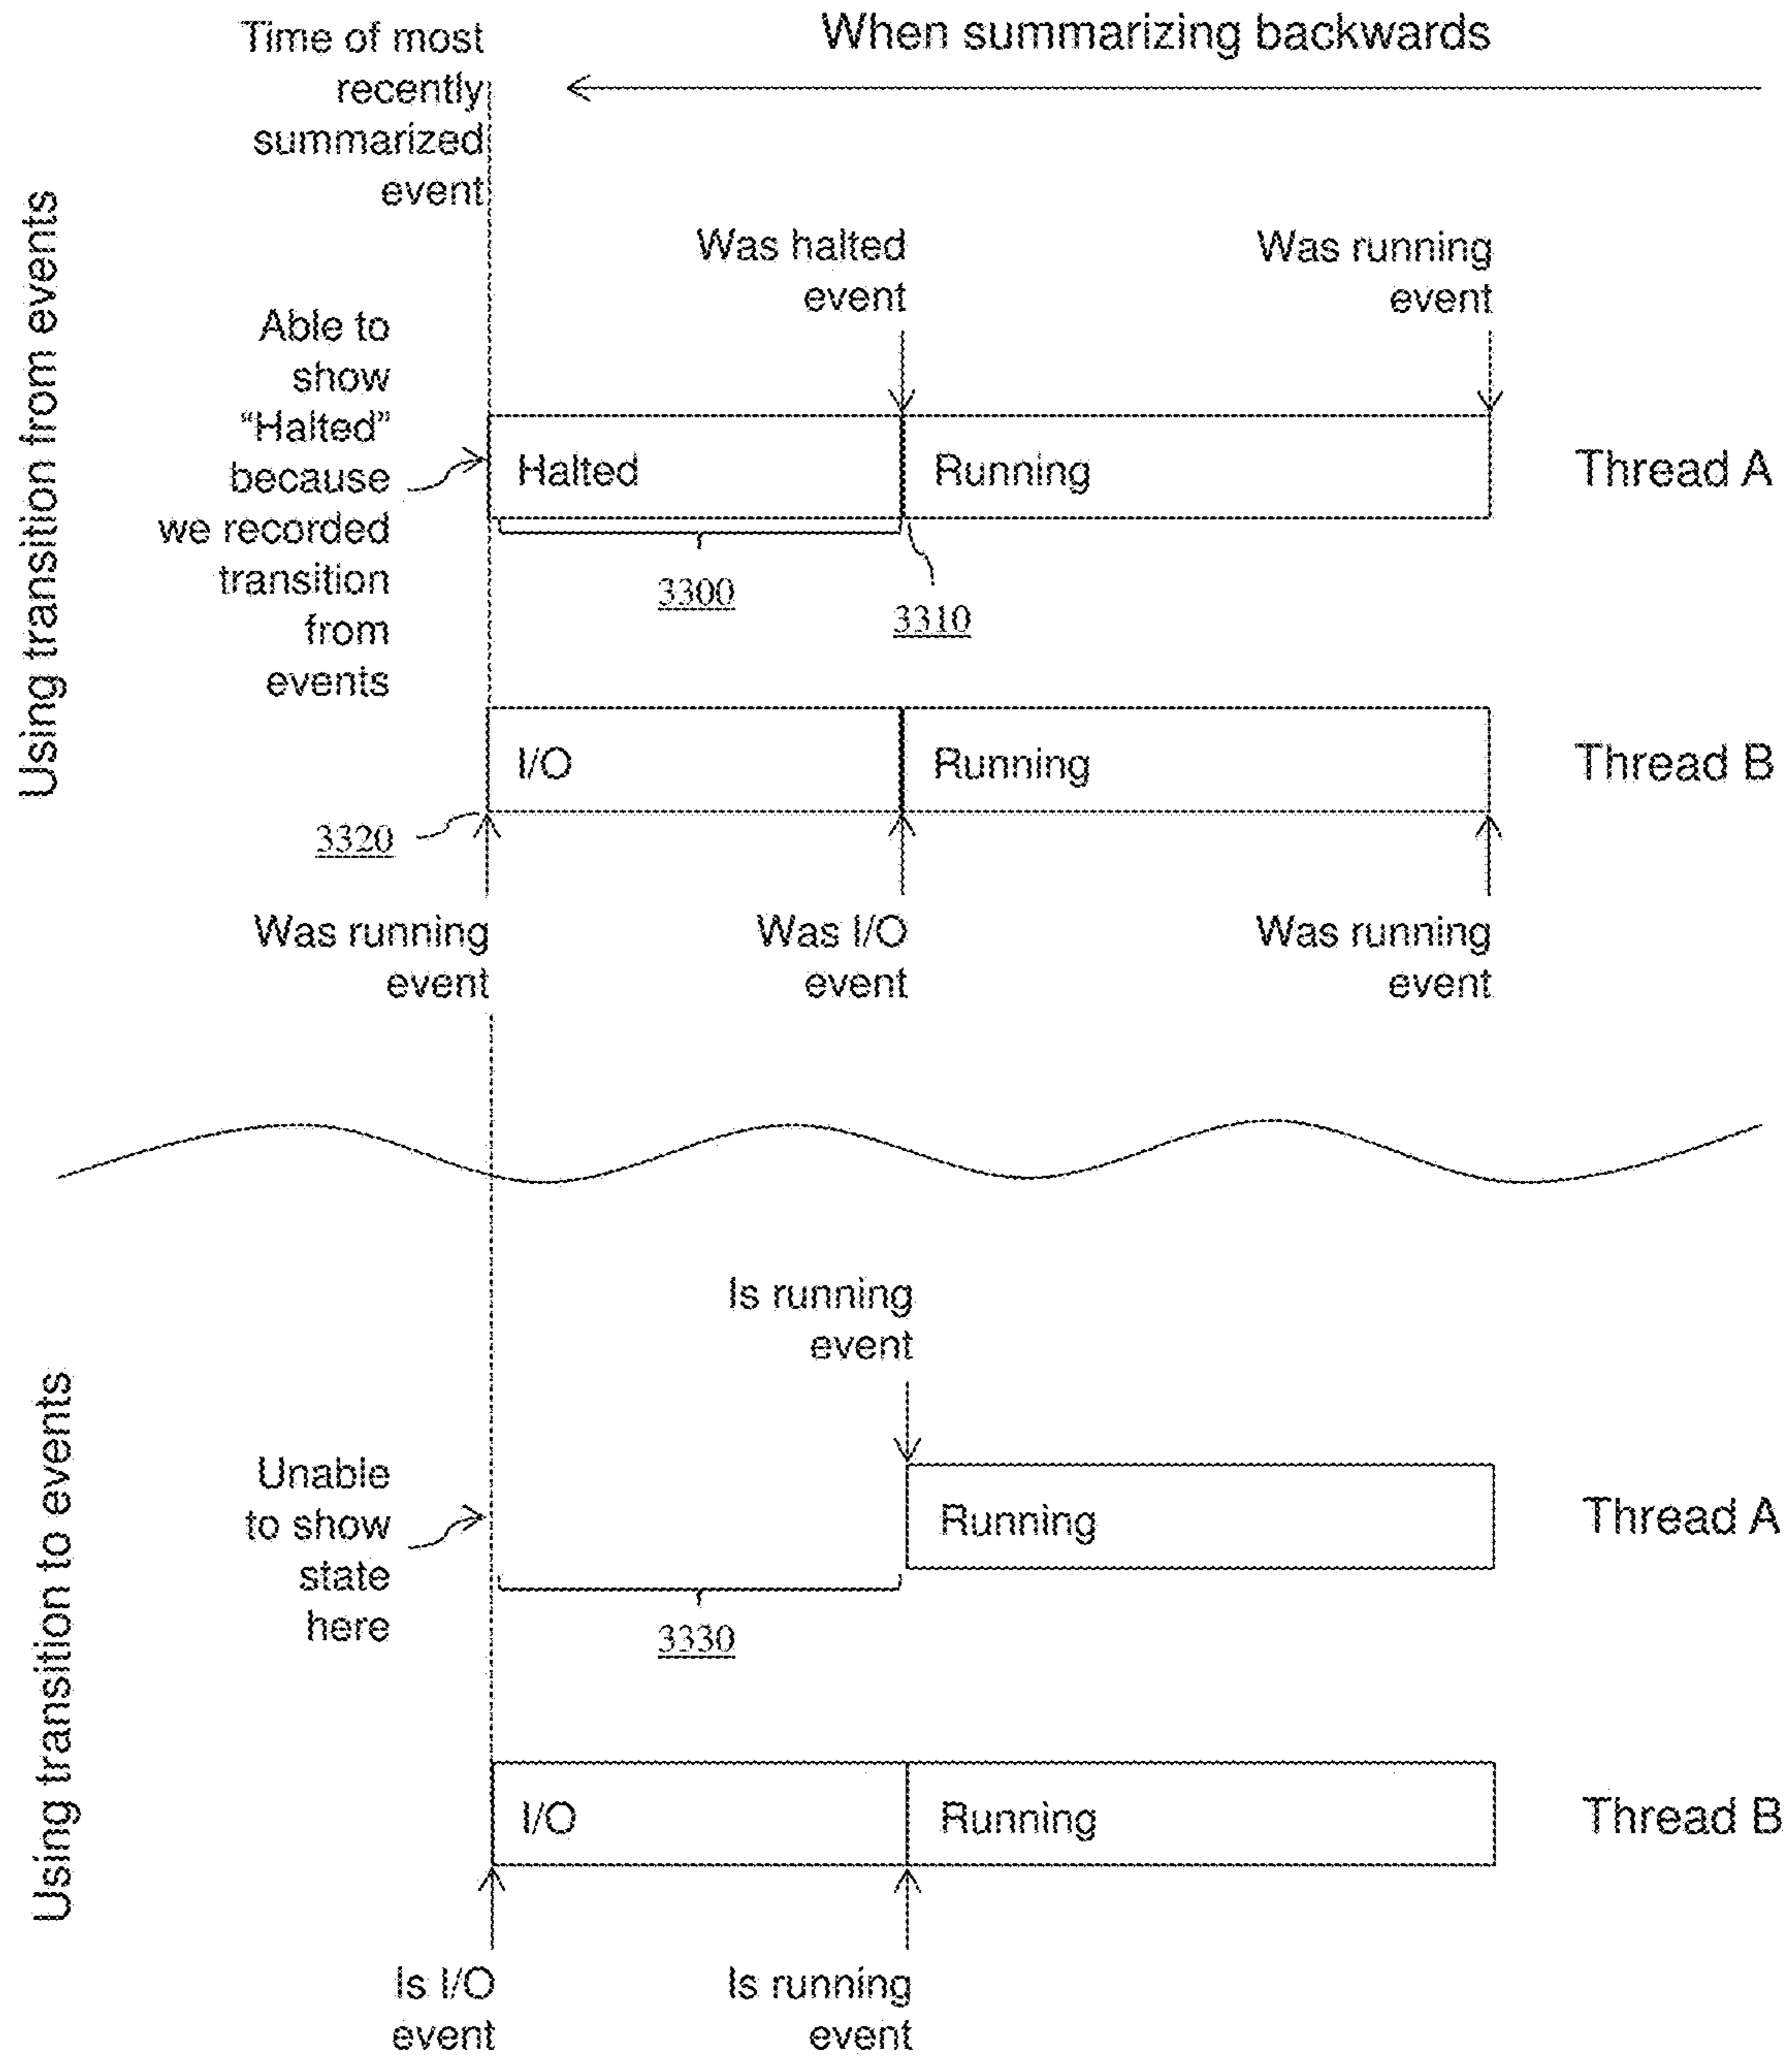 Time of most
recently
summarized
event
When summarizing backwards
Using transition from events
Was halted
event
Was running
event
Able to
show
“Halted”
because
we recorded
transition
from
events
Halted
Running
Thread A
3300
3310
I/O
Running
Thread B
3320
Was running
event
Was I/O
event
Was running
event
Using transition to events
Is running
event
Unable
to show
state
here
Running
Thread A
3330
I/O
Running
Thread B
Is I/O
event
Is running
event